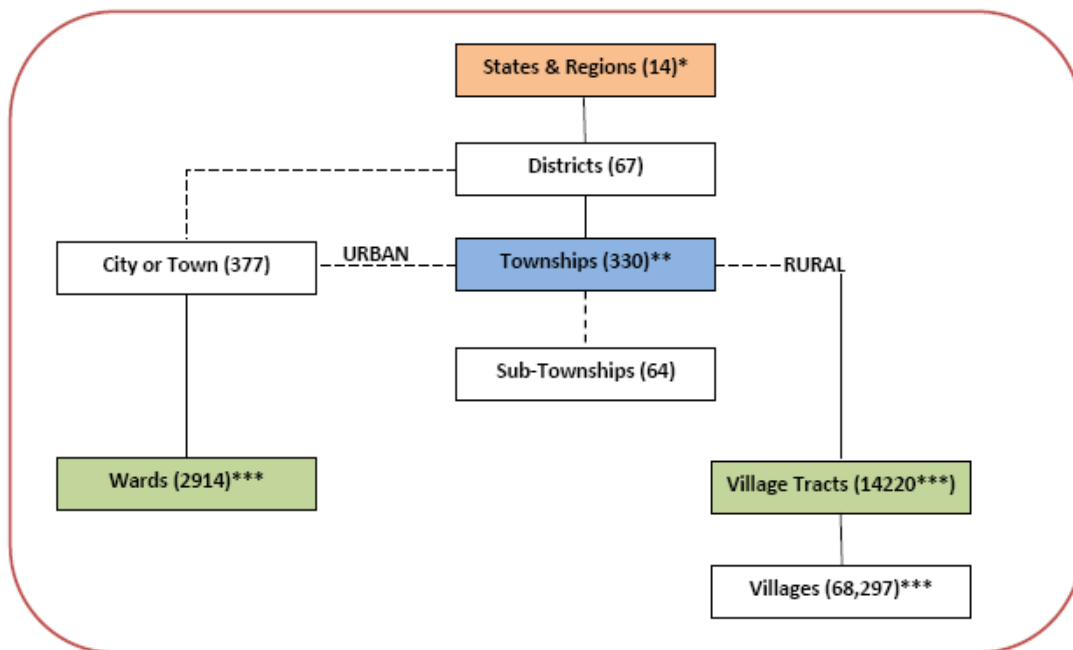 States & Regions (14)*
Districts (67)
City or Town (377)
URBAN
Townships (330)**
RURAL
Sub-Townships (64)
Wards (2914)***
Village Tracts (14220***)
Villages (68,297)***